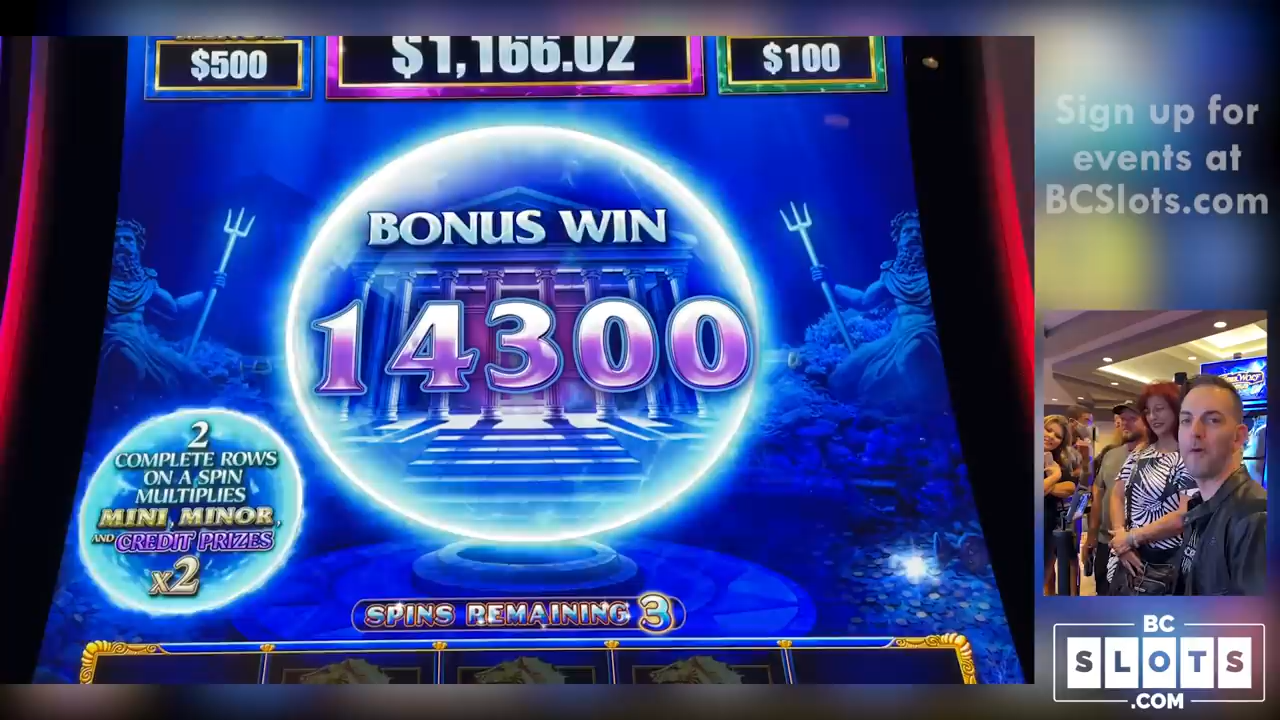 $500
$1,166.02
$100
BONUS WIN
14300
2
COMPLETE ROWS
ON A SPIN
MULTIPLIES
MINI, MINOR,
AND CREDIT PRIZES
x2
SPINS REMAINING 3
Sign up for
events at
BCSlots.com
BC
SLOTS
.COM